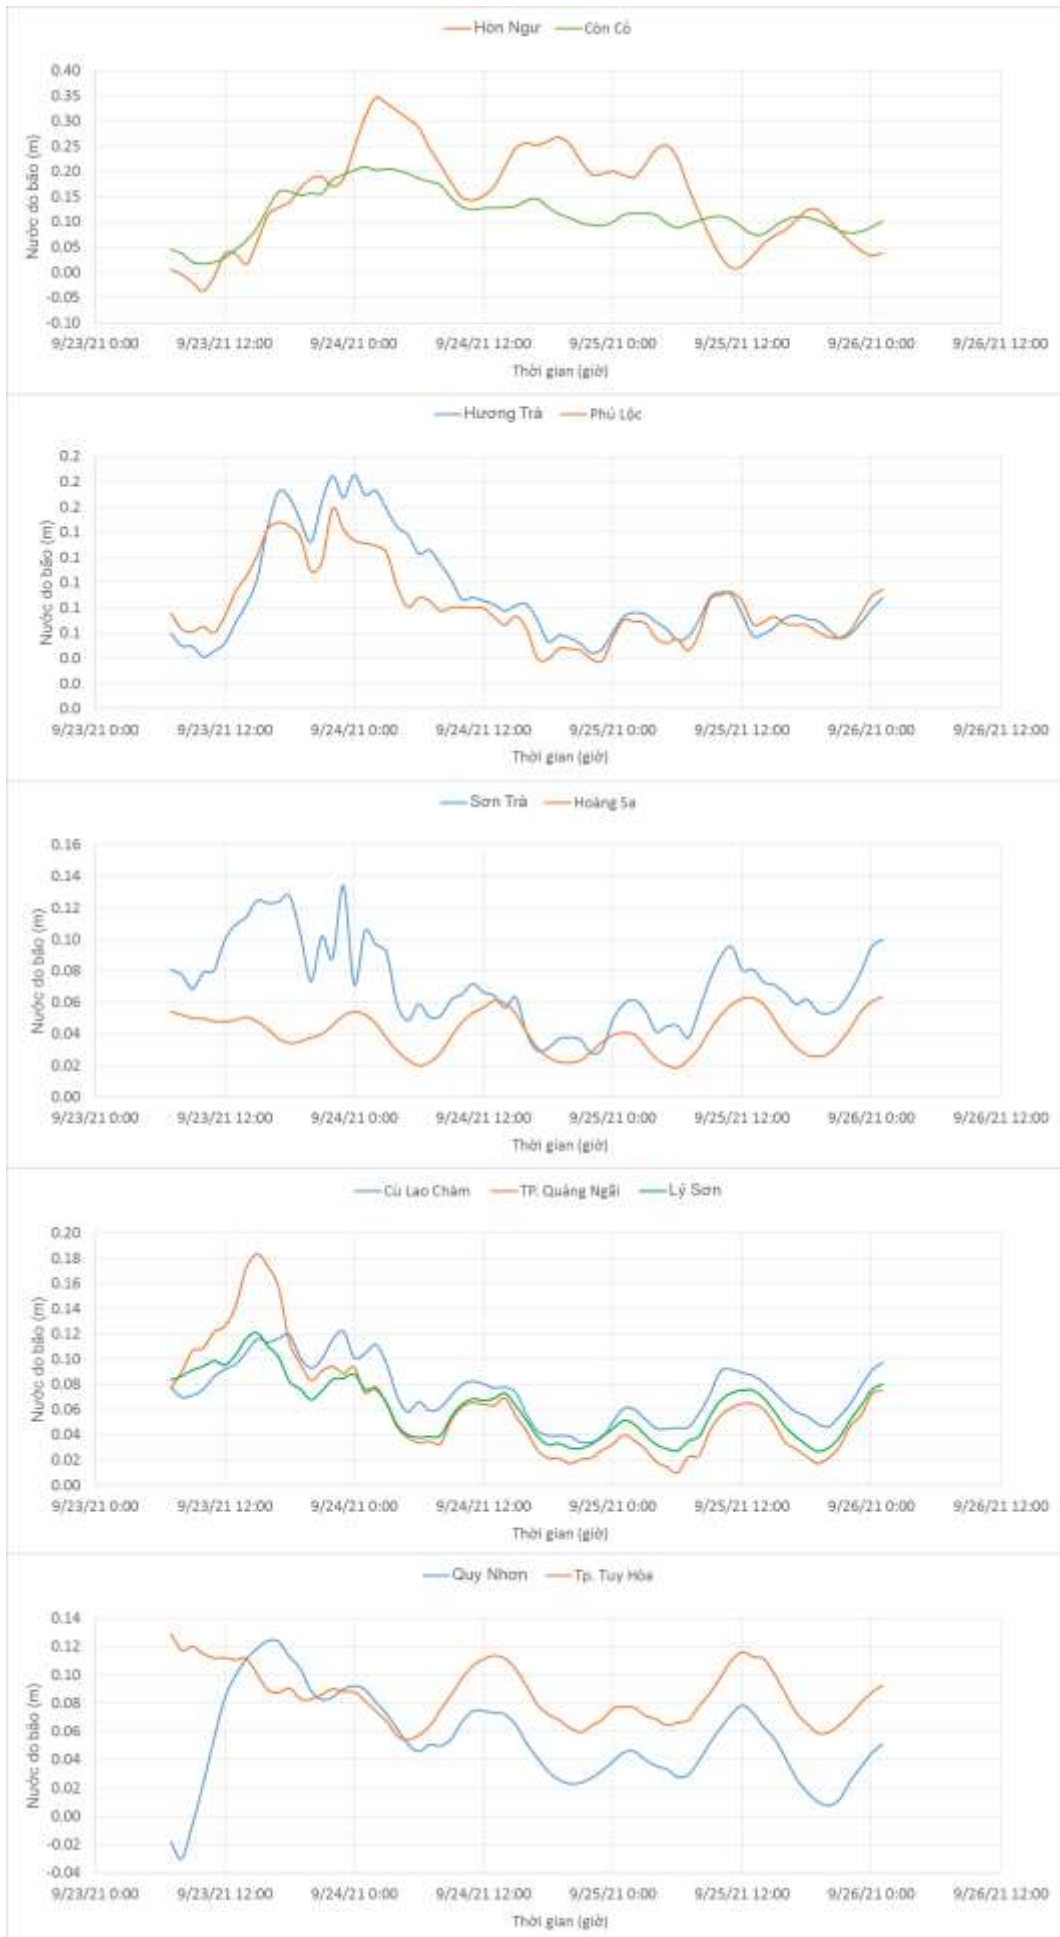 Hòn Ngư Cồn Cỏ
Nước do bão (m)
0.40
0.35
0.30
0.25
0.20
0.15
0.10
0.05
0.00
-0.05
-0.10
9/23/21 0:00 9/23/21 12:00 9/24/21 0:00 9/24/21 12:00 9/25/21 0:00 9/25/21 12:00 9/26/21 0:00 9/26/21 12:00
Thời gian (giờ)
Hương Trà Phú Lộc
Nước do bão (m)
0.2
0.2
0.2
0.1
0.1
0.1
0.1
0.1
0.0
0.0
0.0
9/23/21 0:00 9/23/21 12:00 9/24/21 0:00 9/24/21 12:00 9/25/21 0:00 9/25/21 12:00 9/26/21 0:00 9/26/21 12:00
Thời gian (giờ)
Sơn Trà Hoàng Sa
Nước do bão (m)
0.16
0.14
0.12
0.10
0.08
0.06
0.04
0.02
0.00
9/23/21 0:00 9/23/21 12:00 9/24/21 0:00 9/24/21 12:00 9/25/21 0:00 9/25/21 12:00 9/26/21 0:00 9/26/21 12:00
Thời gian (giờ)
Cù Lao Chàm TP. Quảng Ngãi Lý Sơn
Nước do bão (m)
0.20
0.18
0.16
0.14
0.12
0.10
0.08
0.06
0.04
0.02
0.00
9/23/21 0:00 9/23/21 12:00 9/24/21 0:00 9/24/21 12:00 9/25/21 0:00 9/25/21 12:00 9/26/21 0:00 9/26/21 12:00
Thời gian (giờ)
Quy Nhơn Tp. Tuy Hòa
Nước do bão (m)
0.14
0.12
0.10
0.08
0.06
0.04
0.02
0.00
-0.02
-0.04
9/23/21 0:00 9/23/21 12:00 9/24/21 0:00 9/24/21 12:00 9/25/21 0:00 9/25/21 12:00 9/26/21 0:00 9/26/21 12:00
Thời gian (giờ)